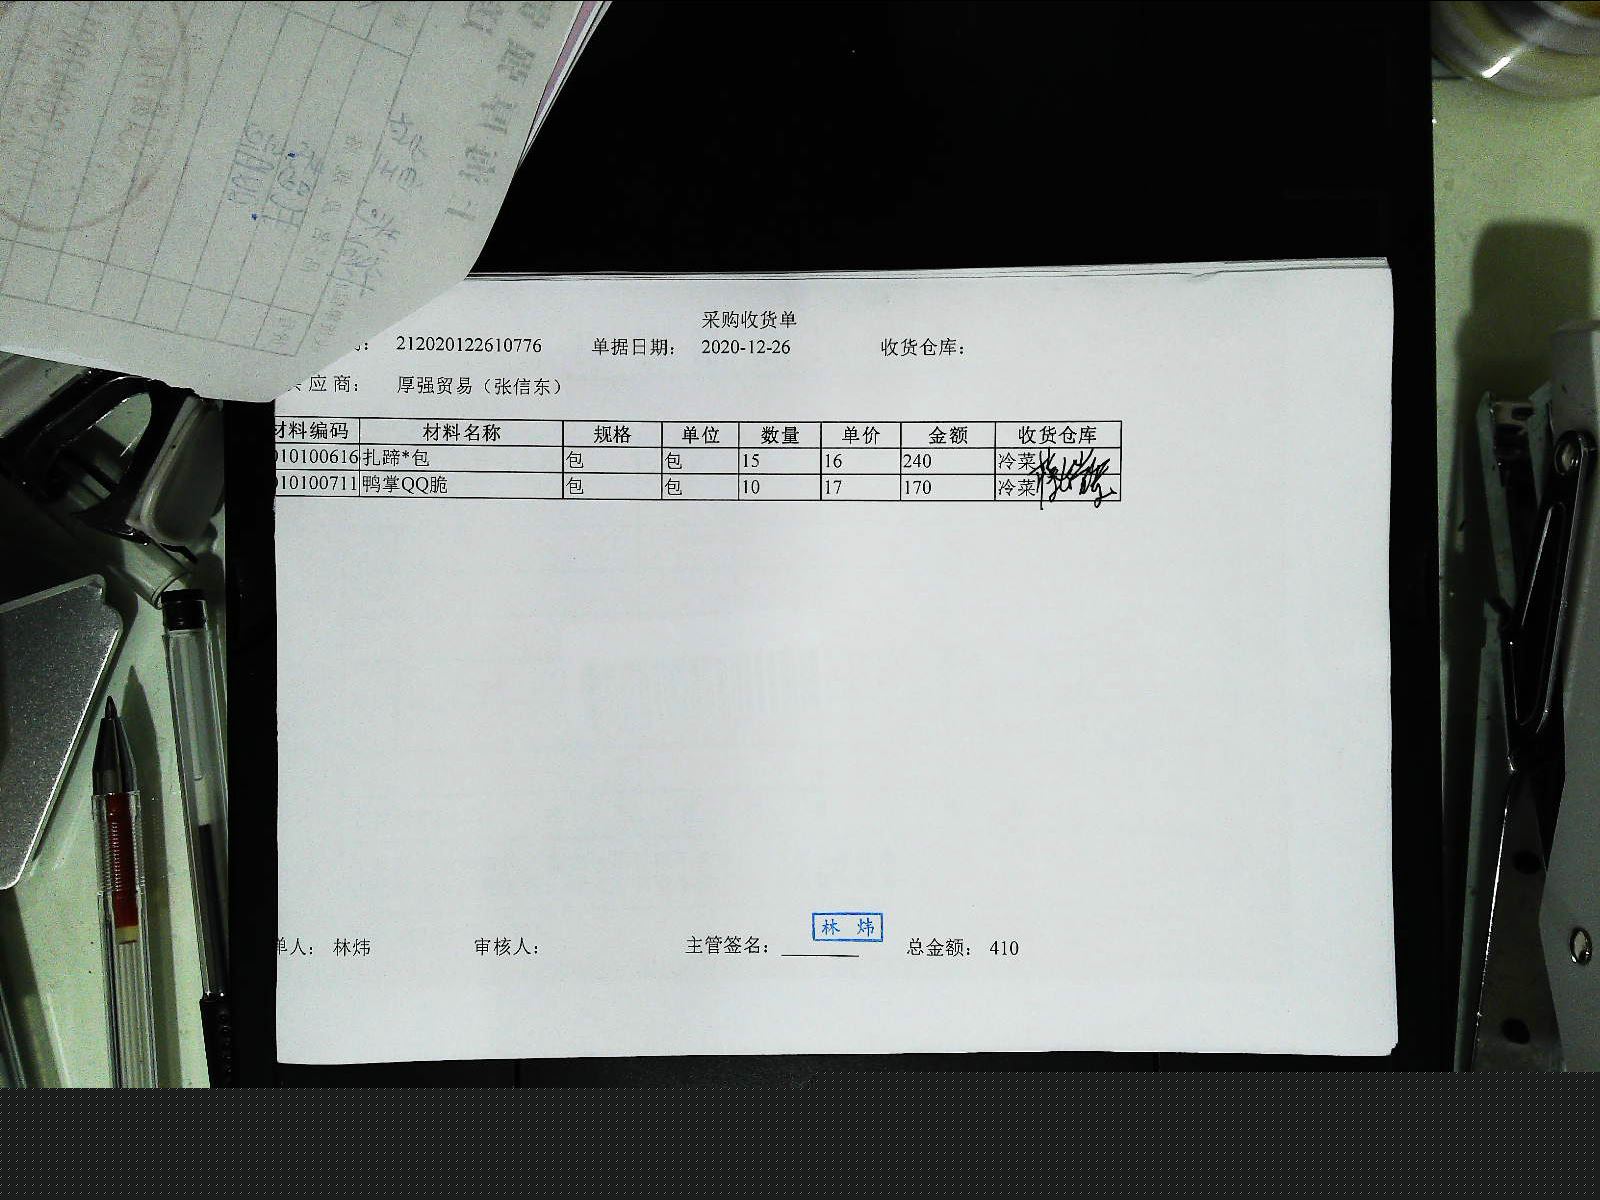 采购收货单
212020122610776 单据日期: 2020-12-26 收货仓库:
应商: 厚强贸易（张信东）
材料编码 材料名称 规格 单位 数量 单价 金额 收货仓库
010100616 扎蹄*包 包 包 15 16 240 冷菜
010100711 鸭掌QQ脆 包 包 10 17 170 冷菜
林 炜
单人: 林炜 审核人: 主管签名: 总金额: 410